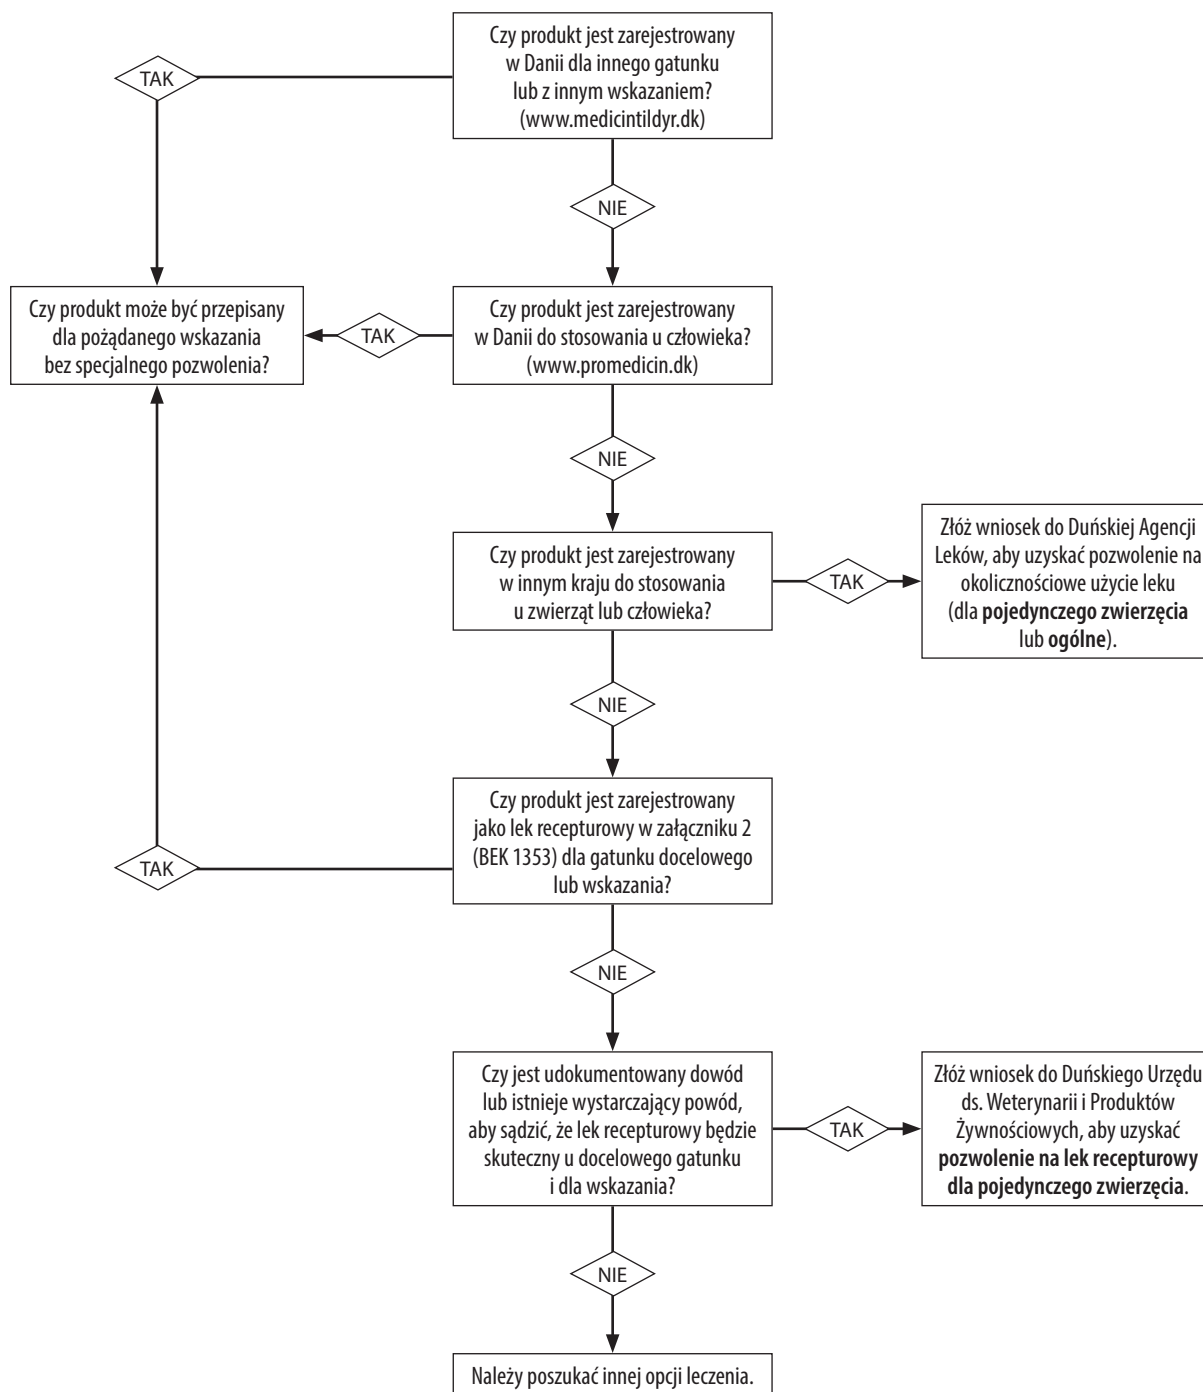 Czy produkt jest zarejestrowany
w Danii dla innego gatunku
lub z innym wskazaniem?
(www.medicintildyr.dk)
TAK
NIE
Czy produkt może być przepisany
dla pożądanego wskazania
bez specjalnego pozwolenia?
TAK
Czy produkt jest zarejestrowany
w Danii do stosowania u człowieka?
(www.promedicin.dk)
NIE
Czy produkt jest zarejestrowany
w innym kraju do stosowania
u zwierząt lub człowieka?
TAK
Złóż wniosek do Duńskiej Agencji
Leków, aby uzyskać pozwolenie na
okolicznościowe użycie leku
(dla pojedynczego zwierzęcia
lub ogólne).
NIE
Czy produkt jest zarejestrowany
jako lek recepturowy w załączniku 2
(BEK 1353) dla gatunku docelowego
lub wskazania?
TAK
NIE
Czy jest udokumentowany dowód
lub istnieje wystarczający powód,
aby sądzić, że lek recepturowy będzie
skuteczny u docelowego gatunku
i dla wskazania?
TAK
Złóż wniosek do Duńskiego Urzędu
ds. Weterynarii i Produktów
Żywnościowych, aby uzyskać
pozwolenie na lek recepturowy
dla pojedynczego zwierzęcia.
NIE
Należy poszukać innej opcji leczenia.